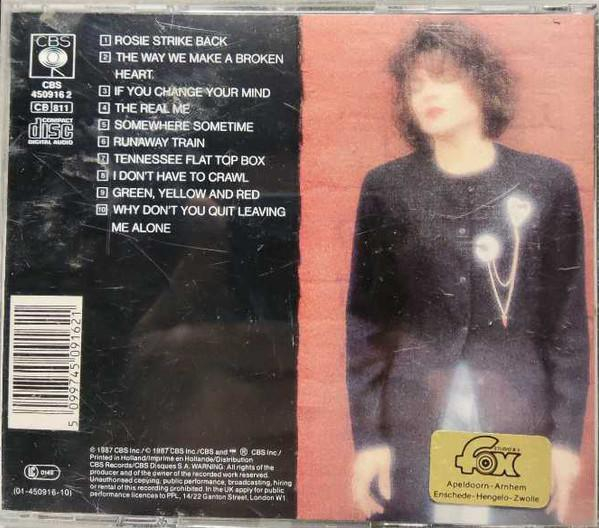 CBS
CBS
450916 2
CB 811
COMPACT
disc
DIGITAL AUDIO
1 ROSIE STRIKE BACK
2 THE WAY WE MAKE A BROKEN
HEART.
3 IF YOU CHANGE YOUR MIND
4 THE REAL ME
5 SOMEWHERE SOMETIME
6 RUNAWAY TRAIN
7 TENNESSEE FLAT TOP BOX
8 I DON'T HAVE TO CRAWL
9 GREEN, YELLOW AND RED
10 WHY DON'T YOU QUIT LEAVING
ME ALONE
5 099745 091621
℗ 1987 CBS Inc./© 1987 CBS Inc./CBS and ™ ® CBS Inc./
Printed in Holland/Imprimé en Hollande/Distribution
CBS Records/CBS Disques S.A. WARNING: All rights of the
producer and of the owner of the recorded work reserved.
Unauthorised copying, public performance, broadcasting, hiring
or rental of this recording prohibited. In the UK apply for public
performance licences to PPL, 14/22 Ganton Street, London W1
0149
(01-450916-10)
fox
Apeldoorn-Arnhem
Enschede-Hengelo-Zwolle